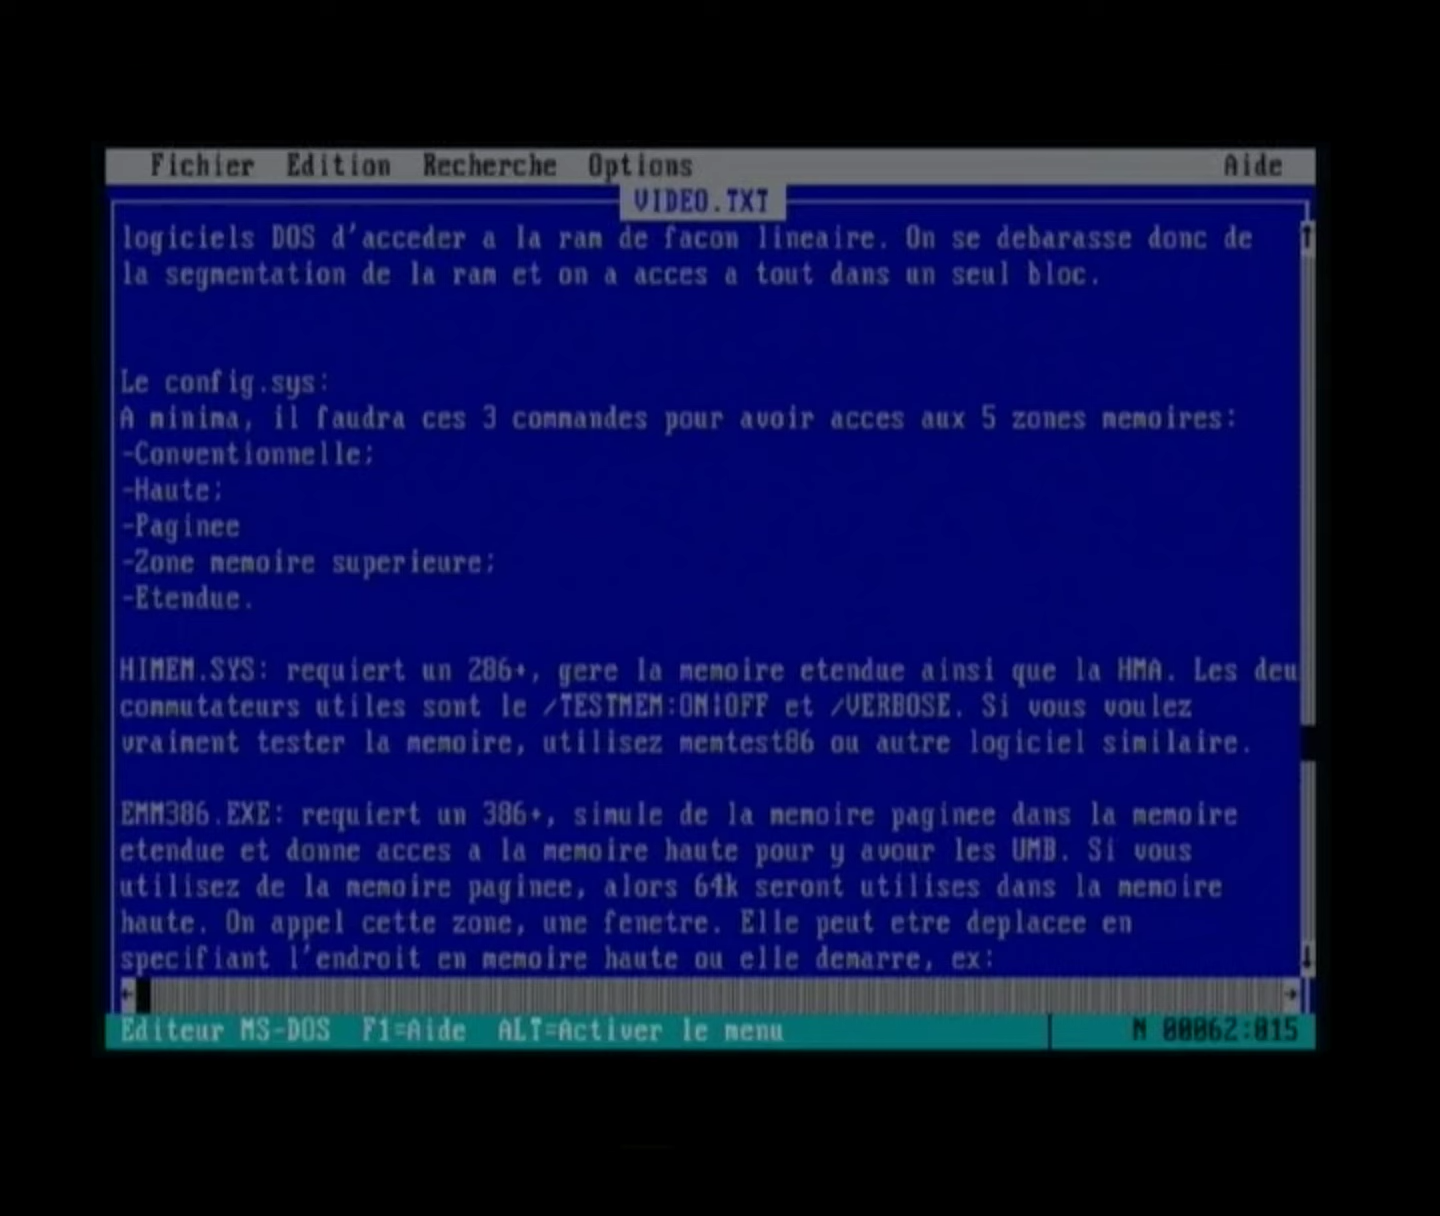 Fichier Edition Recherche Options Aide
VIDEO.TXT
logiciels DOS d'acceder a la ram de facon lineaire. On se debarasse donc de
la segmentation de la ram et on a acces a tout dans un seul bloc.
Le config.sys:
A minima, il faudra ces 3 commandes pour avoir acces aux 5 zones memoires:
-Conventionnelle;
-Haute;
-Paginee
-Zone memoire superieure;
-Etendue.
HIMEM.SYS: requiert un 286+, gere la memoire etendue ainsi que la HMA. Les deu
commutateurs utiles sont le /TESTMEM:ON|OFF et /VERBOSE. Si vous voulez
vraiment tester la memoire, utilisez memtest86 ou autre logiciel similaire.
EMM386.EXE: requiert un 386+, simule de la memoire paginee dans la memoire
etendue et donne acces a la memoire haute pour y avour les UMB. Si vous
utilisez de la memoire paginee, alors 64k seront utilises dans la memoire
haute. On appel cette zone, une fenetre. Elle peut etre deplacee en
specifiant l'endroit en memoire haute ou elle demarre, ex:
Editeur MS-DOS F1=Aide ALT=Activer le menu N 00062:015